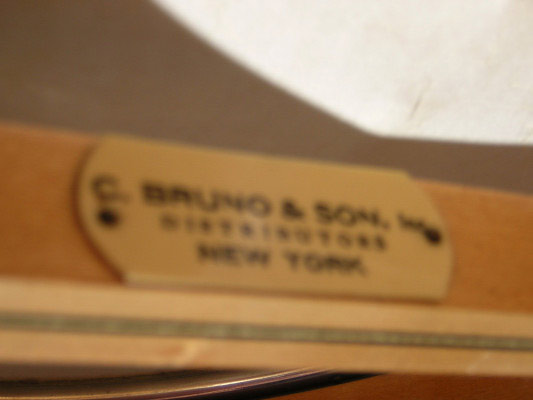 C. BRUNO & SON, Inc
DISTRIBUTORS
NEW YORK